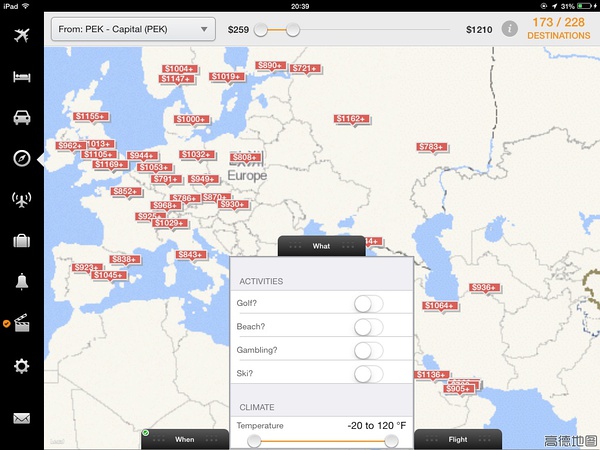 iPad
20:39
31%
From: PEK - Capital (PEK)
$259
$1210
173 / 228
DESTINATIONS
$1004+
$1147+
$1019+
$890+
$721+
$1155+
$1000+
$1162+
$962+
1013+
$1105+
$1169+
$944+
$1053+
$1032+
$808+
$783+
Europe
$791+
$949+
$852+
$786+
$870+
$968+
$930+
$1029+
$843+
$838+
$923+
$1045+
$936+
$1064+
$1136+
$905+
What
ACTIVITIES
Golf?
Beach?
Gambling?
Ski?
CLIMATE
Temperature
-20 to 120 °F
When
Flight
高德地图